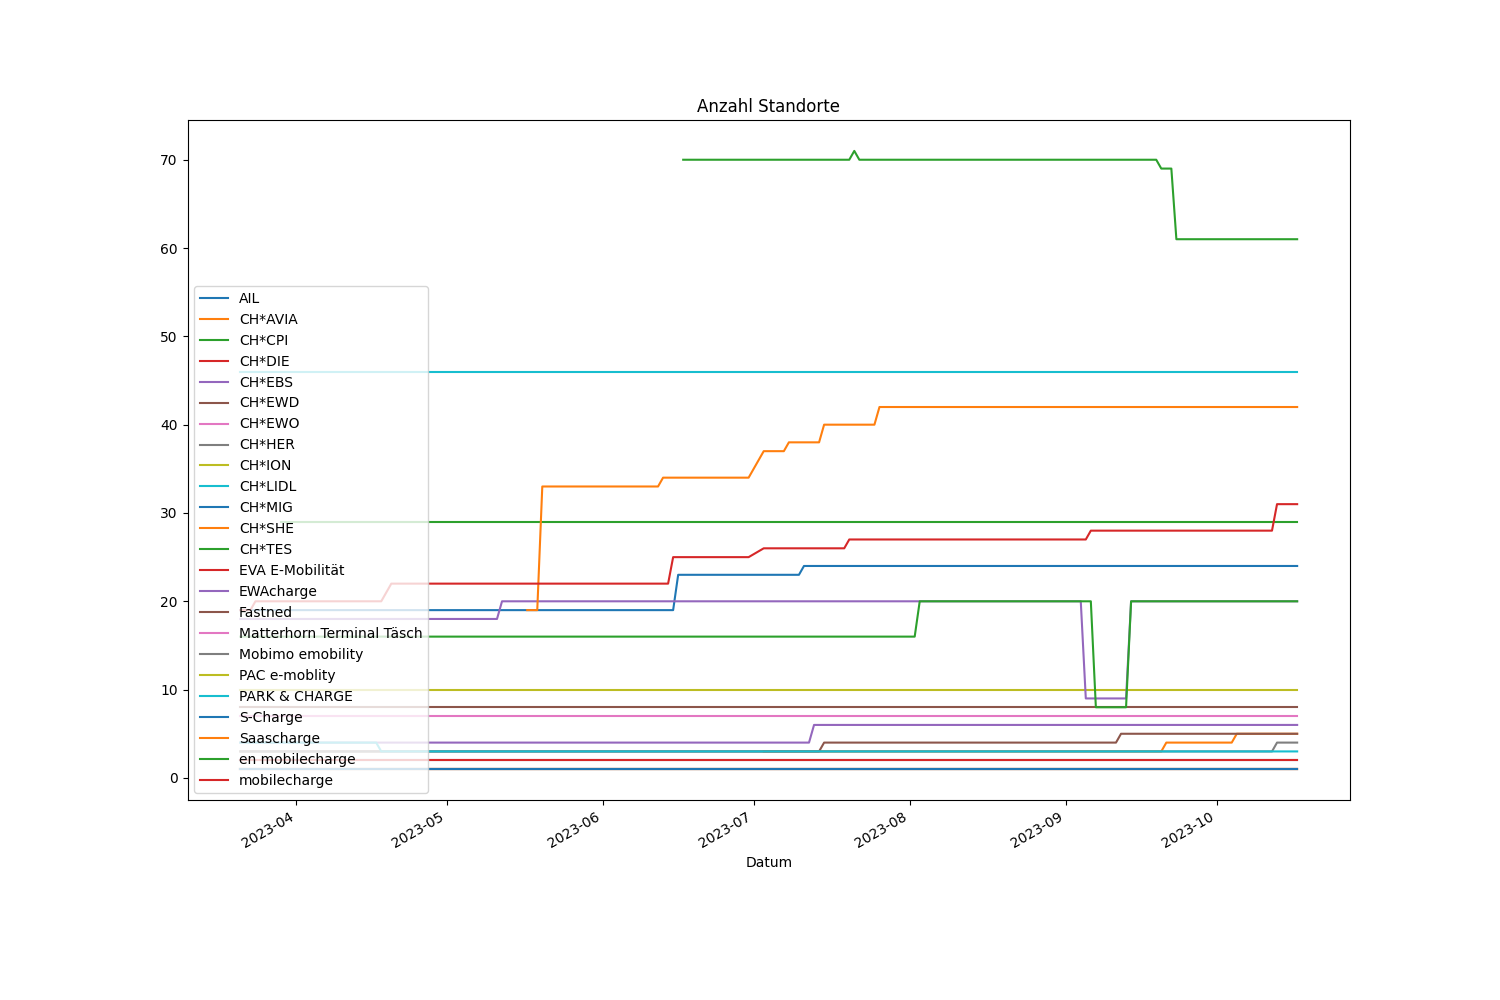 Anzahl Standorte
70
60
50
40
30
20
10
0
AIL
CH*AVIA
CH*CPI
CH*DIE
CH*EBS
CH*EWD
CH*EWO
CH*HER
CH*ION
CH*LIDL
CH*MIG
CH*SHE
CH*TES
EVA E-Mobilität
EWAcharge
Fastned
Matterhorn Terminal Täsch
Mobimo emobility
PAC e-moblity
PARK & CHARGE
S-Charge
Saascharge
en mobilecharge
mobilecharge
2023-04
2023-05
2023-06
2023-07
2023-08
2023-09
2023-10
Datum